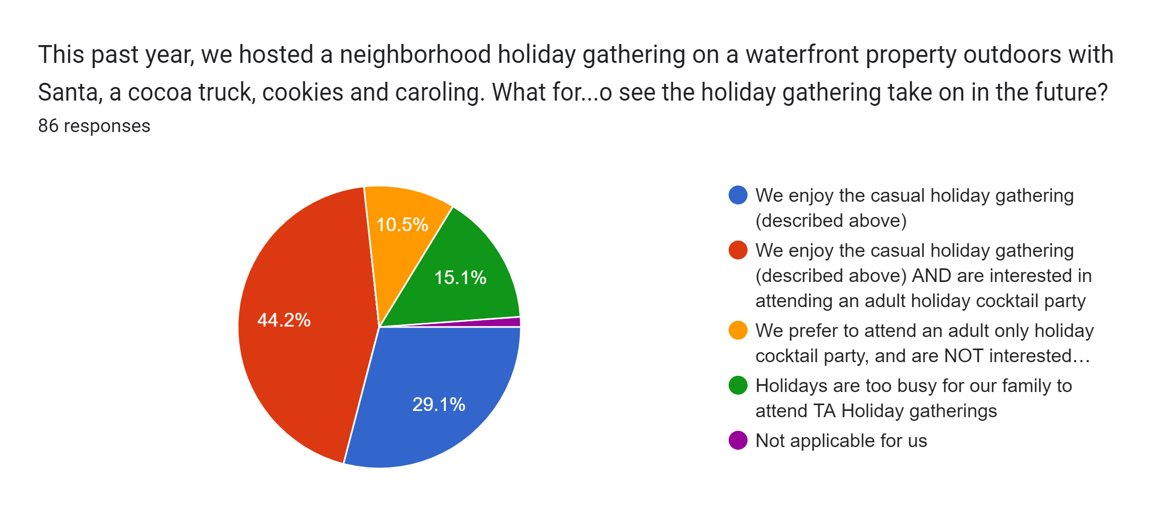 This past year, we hosted a neighborhood holiday gathering on a waterfront property outdoors with
Santa, a cocoa truck, cookies and caroling. What for...o see the holiday gathering take on in the future?
86 responses
10.5%
15.1%
44.2%
29.1%
We enjoy the casual holiday gathering
(described above)
We enjoy the casual holiday gathering
(described above) AND are interested in
attending an adult holiday cocktail party
We prefer to attend an adult only holiday
cocktail party, and are NOT interested…
Holidays are too busy for our family to
attend TA Holiday gatherings
Not applicable for us